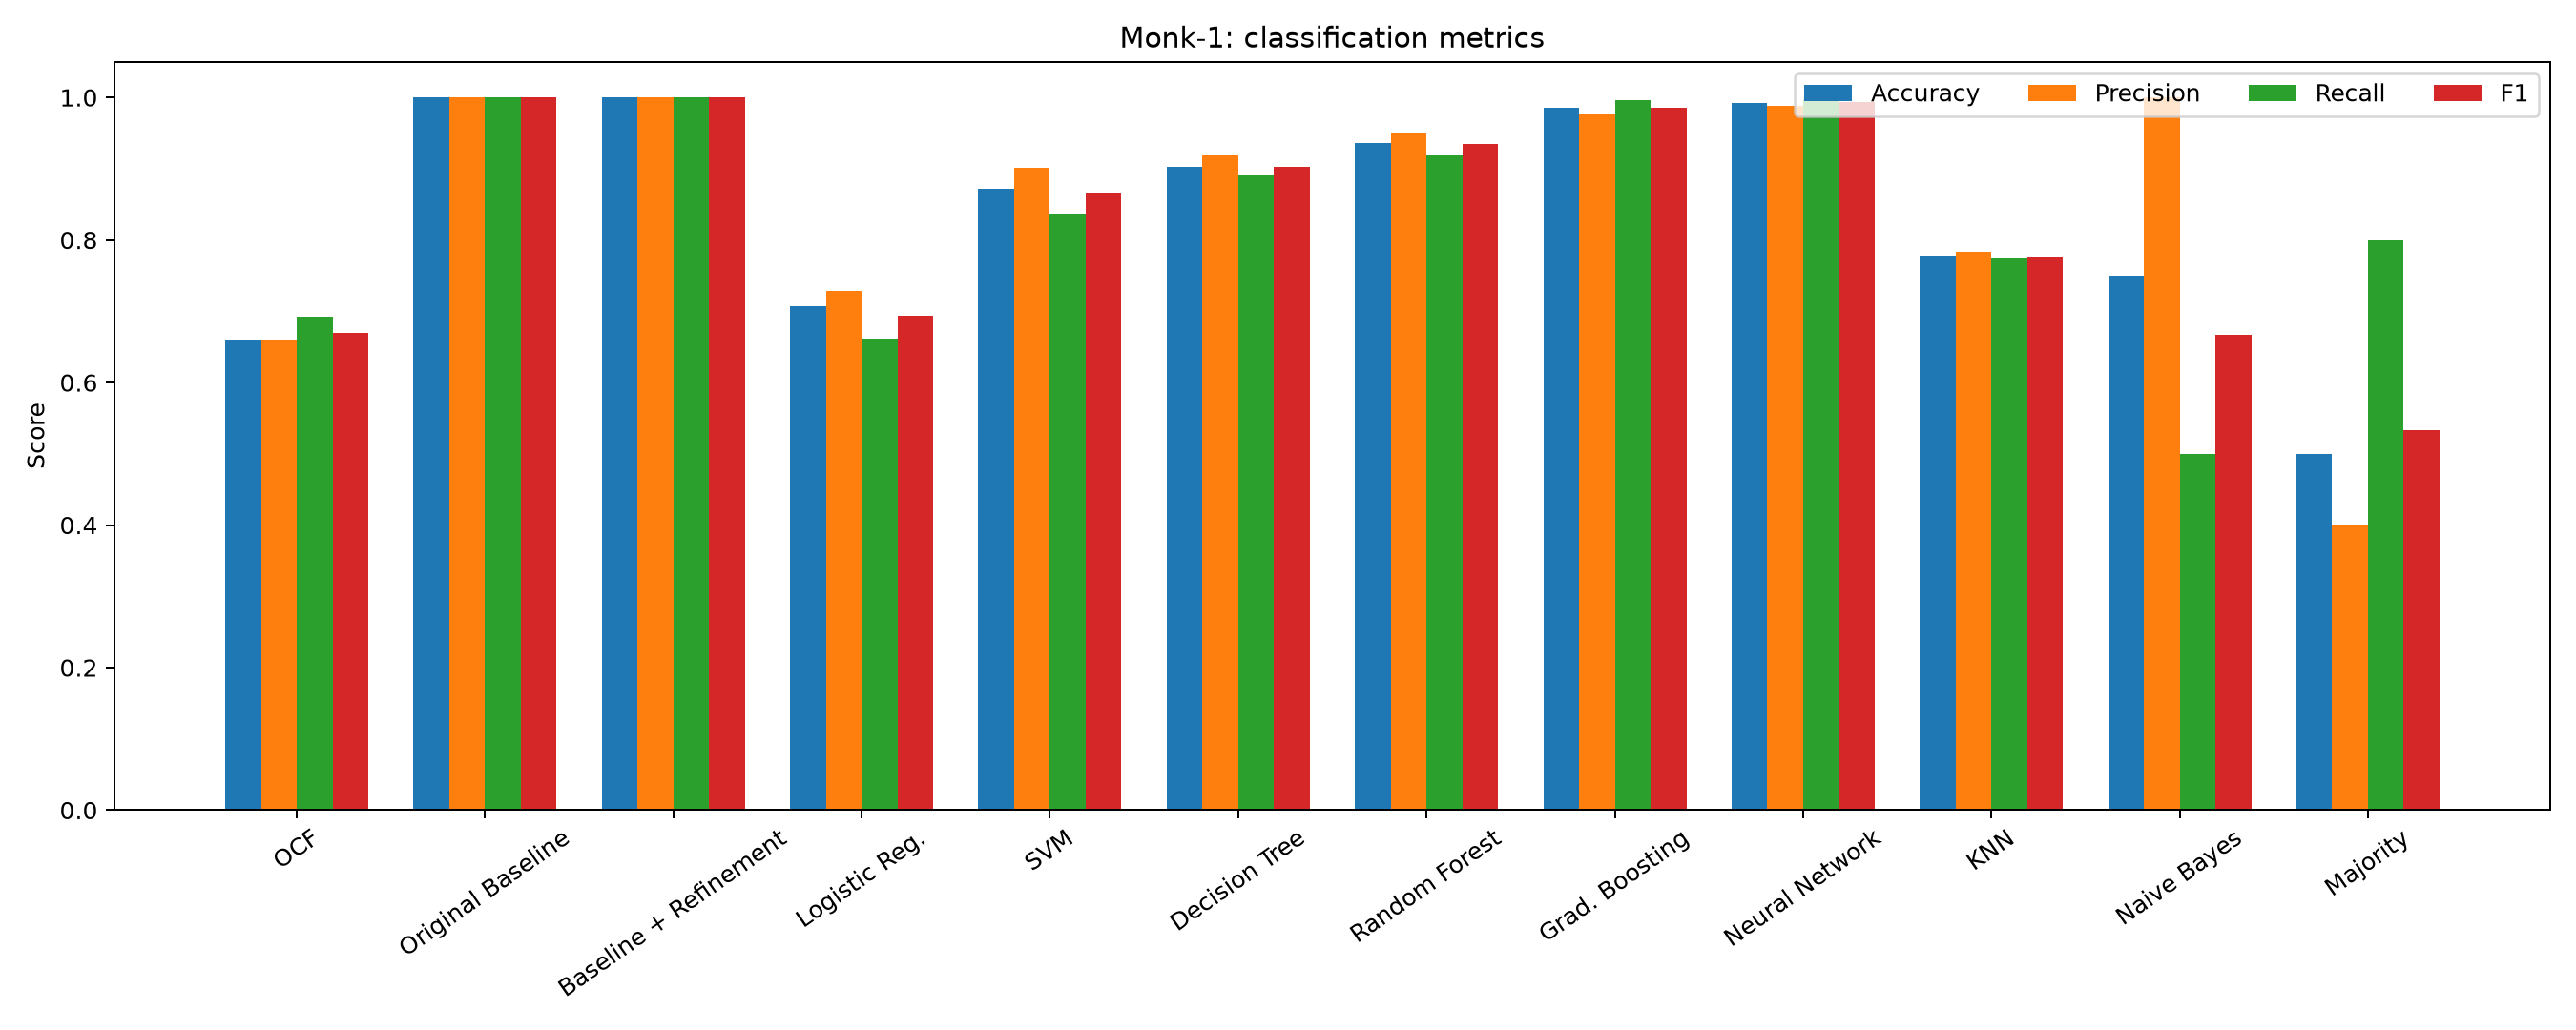 Monk-1: classification metrics
Accuracy Precision Recall F1
Score
1.0
0.8
0.6
0.4
0.2
0.0
OCF
Original Baseline
Baseline + Refinement
Logistic Reg.
SVM
Decision Tree
Random Forest
Grad. Boosting
Neural Network
KNN
Naive Bayes
Majority